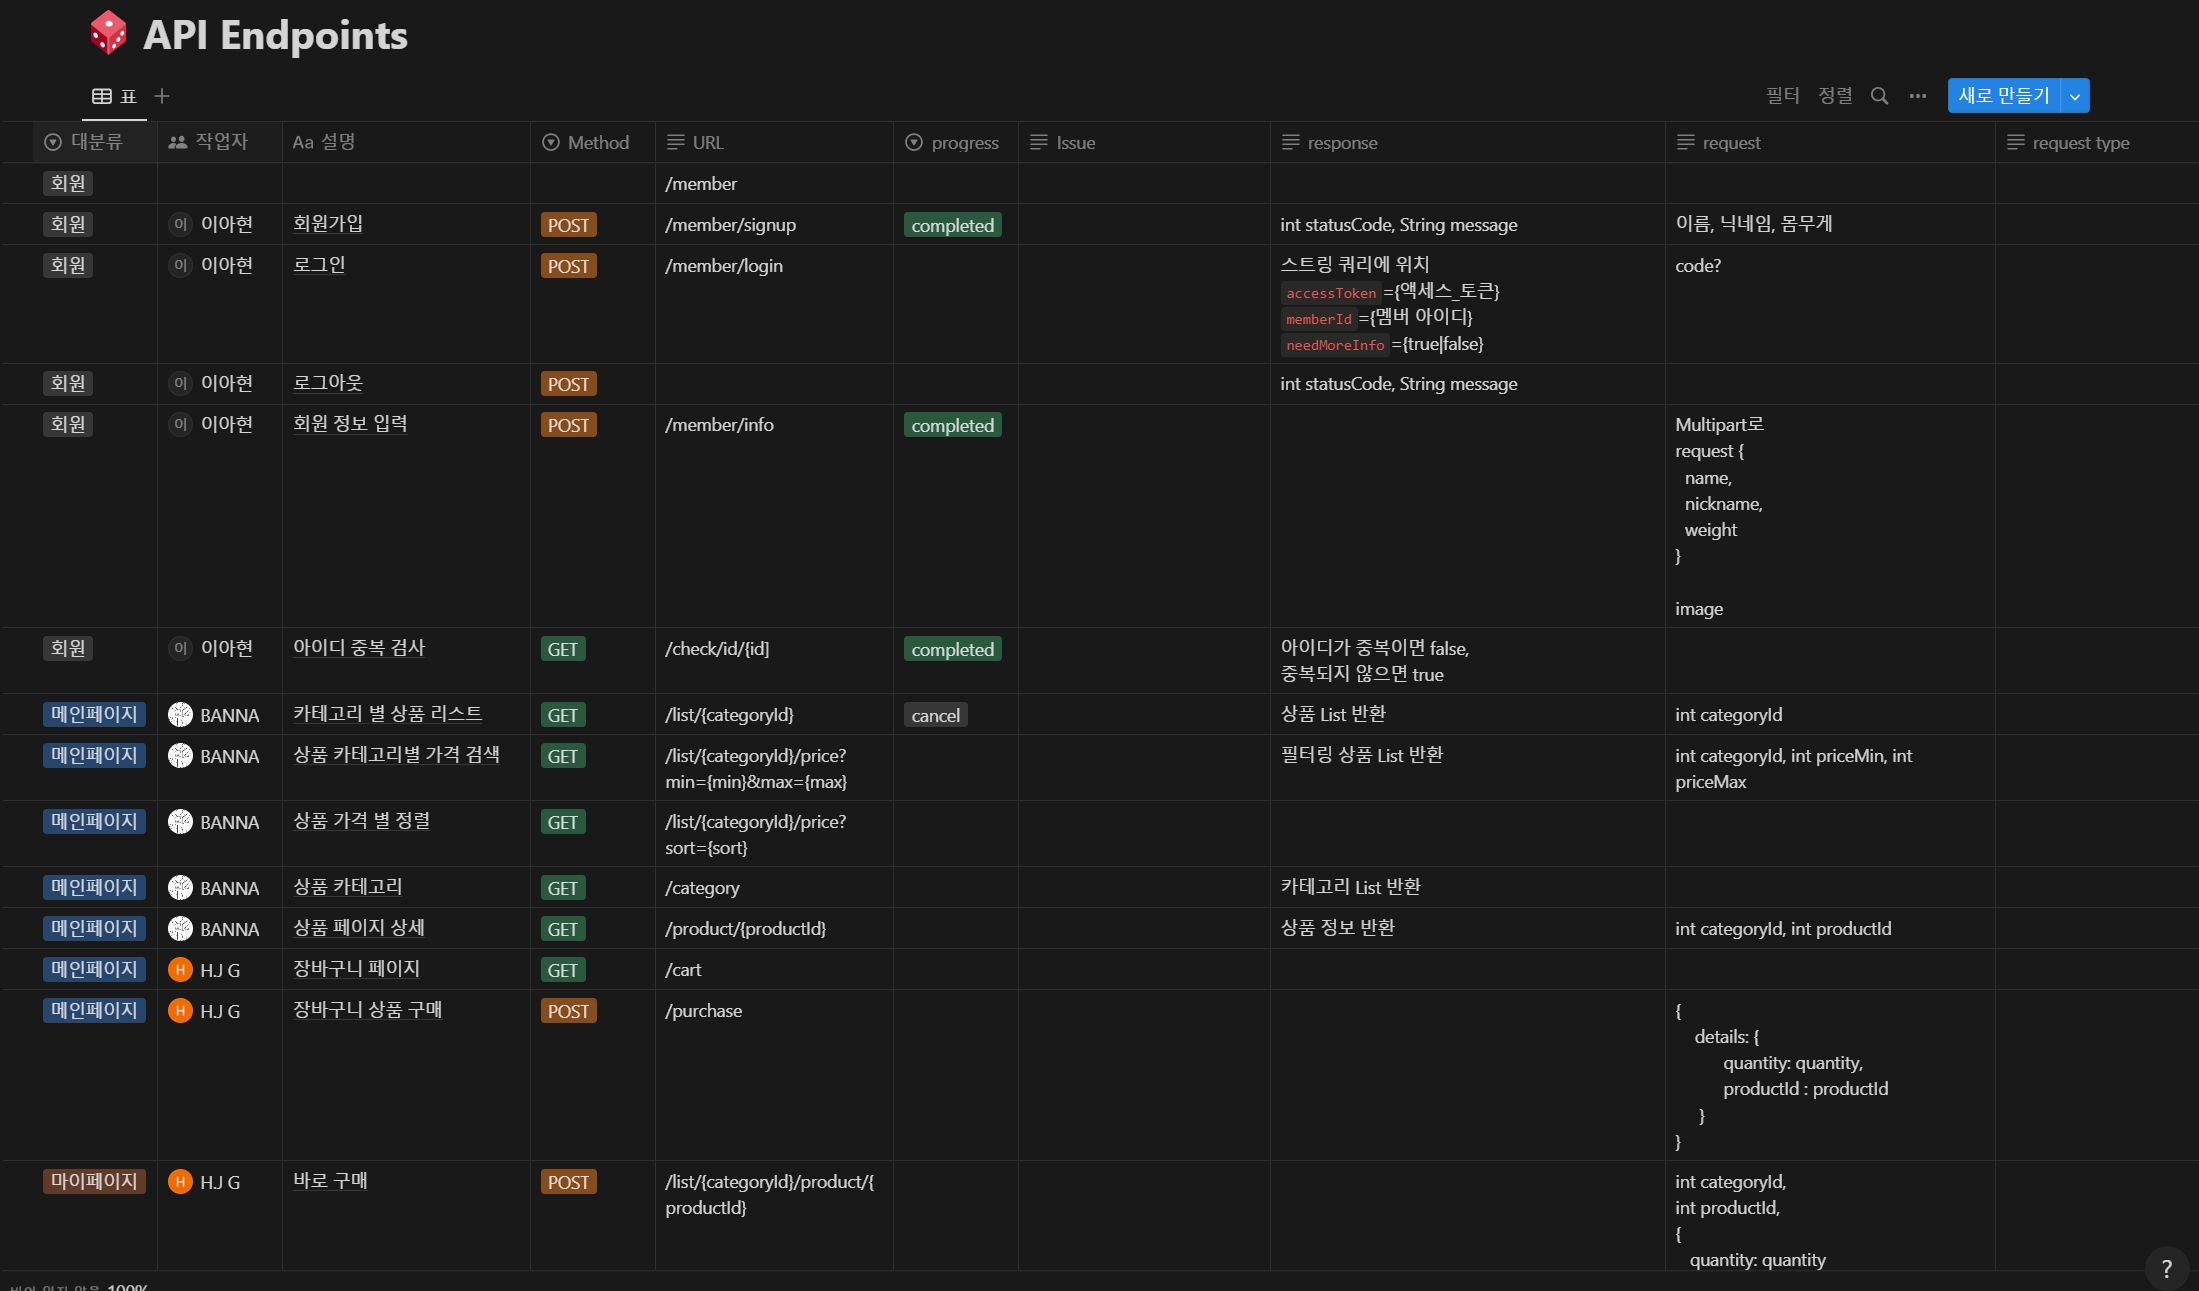 API Endpoints
표
필터 정렬 새로 만들기
대분류 작업자 Aa 설명 Method URL progress Issue response request request type
회원 /member
회원 이 이아현 회원가입 POST /member/signup completed int statusCode, String message 이름, 닉네임, 몸무게
회원 이 이아현 로그인 POST /member/login 스트링 쿼리에 위치 code?
accessToken={액세스_토큰}
memberId={멤버 아이디}
needMoreInfo={true|false}
회원 이 이아현 로그아웃 POST int statusCode, String message
회원 이 이아현 회원 정보 입력 POST /member/info completed Multipart로
request {
name,
nickname,
weight
}
image
회원 이 이아현 아이디 중복 검사 GET /check/id/{id] completed 아이디가 중복이면 false,
중복되지 않으면 true
메인페이지 BANNA 카테고리 별 상품 리스트 GET /list/{categoryId} cancel 상품 List 반환 int categoryId
메인페이지 BANNA 상품 카테고리별 가격 검색 GET /list/{categoryId}/price? 필터링 상품 List 반환 int categoryId, int priceMin, int
min={min}&max={max} priceMax
메인페이지 BANNA 상품 가격 별 정렬 GET /list/{categoryId}/price?
sort={sort}
메인페이지 BANNA 상품 카테고리 GET /category 카테고리 List 반환
메인페이지 BANNA 상품 페이지 상세 GET /product/{productId} 상품 정보 반환 int categoryId, int productId
메인페이지 H H.J G 장바구니 페이지 GET /cart
메인페이지 H H.J G 장바구니 상품 구매 POST /purchase {
details: {
quantity: quantity,
productId : productId
}
}
마이페이지 H H.J G 바로 구매 POST /list/{categoryId}/product/{ int categoryId,
productId} int productId,
{
quantity: quantity
?
100%